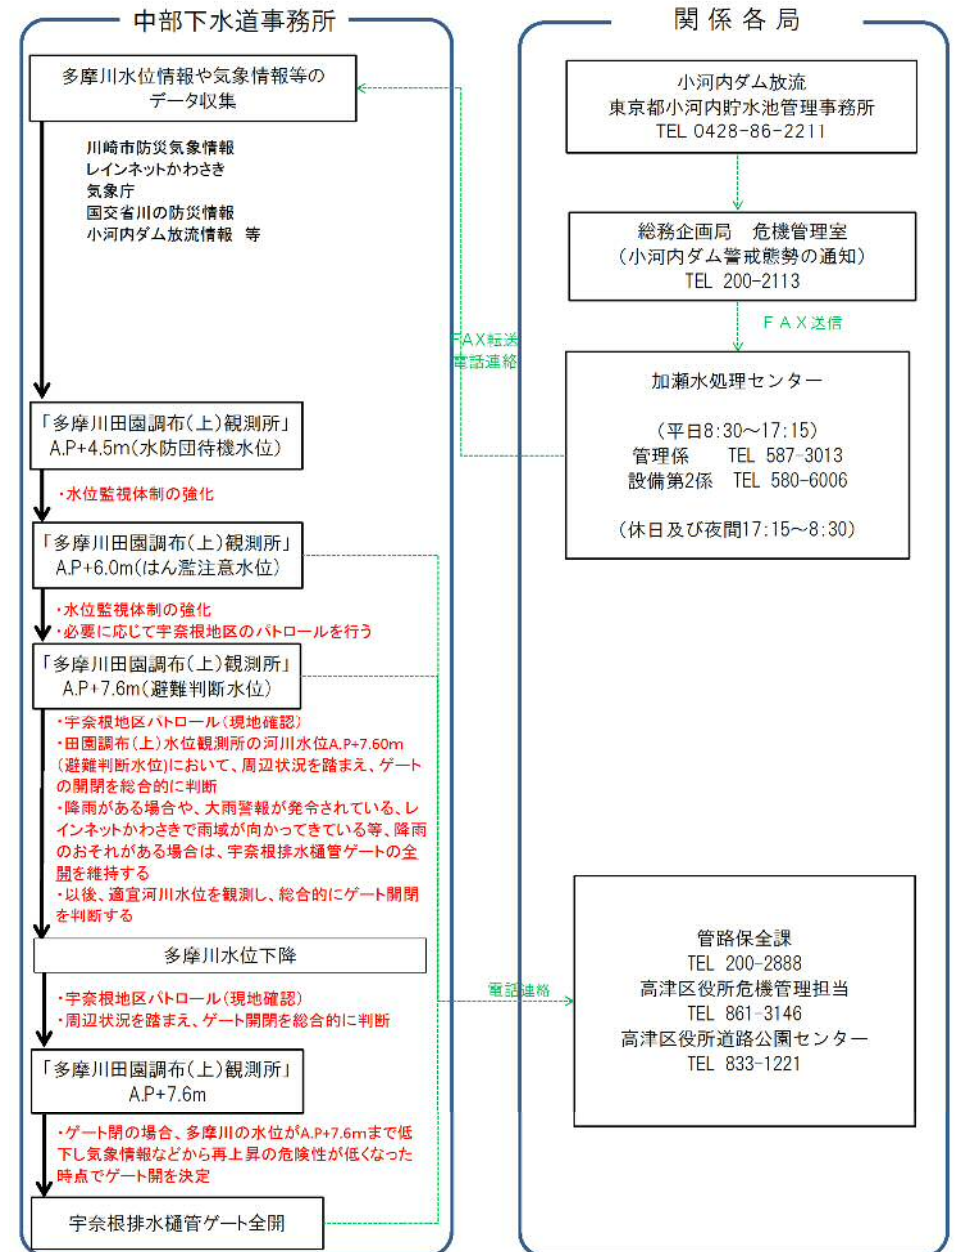 中部下水道事務所
多摩川水位情報や気象情報等の
データ収集
川崎市防災気象情報
レインネットかわさき
気象庁
国交省川の防災情報
小河内ダム放流情報　等
「多摩川田園調布(上)観測所」
A.P+4.5m(水防団待機水位)
・水位監視体制の強化
「多摩川田園調布(上)観測所」
A.P+6.0m(はん濫注意水位)
・水位監視体制の強化
・必要に応じて宇奈根地区のパトロールを行う
「多摩川田園調布(上)観測所」
A.P+7.6m(避難判断水位)
・宇奈根地区パトロール(現地確認)
・田園調布(上)水位観測所の河川水位A.P+7.60m
(避難判断水位)において、周辺状況を踏まえ、ゲート
の開閉を総合的に判断
・降雨がある場合や、大雨警報が発令されている、レ
インネットかわさきで雨域が向かってきている等、降雨
のおそれがある場合は、宇奈根排水樋管ゲートの全
開を維持する
・以後、適宜河川水位を観測し、総合的にゲート開閉
を判断する
多摩川水位下降
・宇奈根地区パトロール(現地確認)
・周辺状況を踏まえ、ゲート開閉を総合的に判断
「多摩川田園調布(上)観測所」
A.P+7.6m
・ゲート閉の場合、多摩川の水位がA.P+7.6mまで低
下し気象情報などから再上昇の危険性が低くなった
時点でゲート開を決定
宇奈根排水樋管ゲート全開
FAX転送
電話連絡
電話連絡
関係各局
小河内ダム放流
東京都小河内貯水池管理事務所
TEL 0428-86-2211
総務企画局　危機管理室
(小河内ダム警戒態勢の通知)
TEL 200-2113
ＦＡＸ送信
加瀬水処理センター
(平日8:30～17:15)
管理係　TEL 587-3013
設備第2係　TEL 580-6006
(休日及び夜間17:15～8:30)
管路保全課
TEL 200-2888
高津区役所危機管理担当
TEL 861-3146
高津区役所道路公園センター
TEL 833-1221